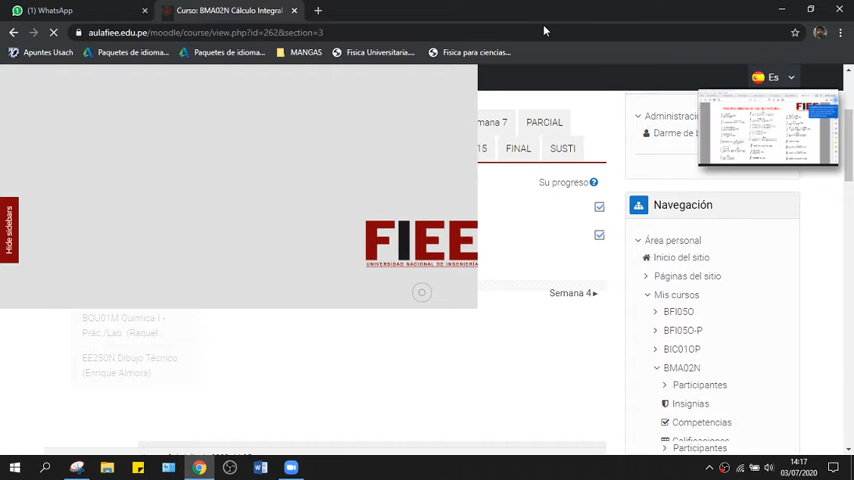 (1) WhatsApp
Curso: BMA02N Cálculo Integral
aulafiee.edu.pe/moodle/course/view.php?id=262&section=3
Apuntes Usach
Paquetes de idioma...
Paquetes de idioma...
MANGAS
Fisica Universitaria....
Fisica para ciencias...
Es
mana 7
PARCIAL
Administraci
15
FINAL
SUSTI
Darme de b
Su progreso
Hide sidebars
FIEE
UNIVERSIDAD NACIONAL DE INGENIERÍA
Semana 4
BQU01M Química I -
Prác./Lab. (Raquel...
EE250N Dibujo Técnico
(Enrique Almora)
Navegación
Área personal
Inicio del sitio
Páginas del sitio
Mis cursos
BFI05O
BFI05O-P
BIC01OP
BMA02N
Participantes
Insignias
Competencias
Calificaciones
Participantes
14:17
03/07/2020